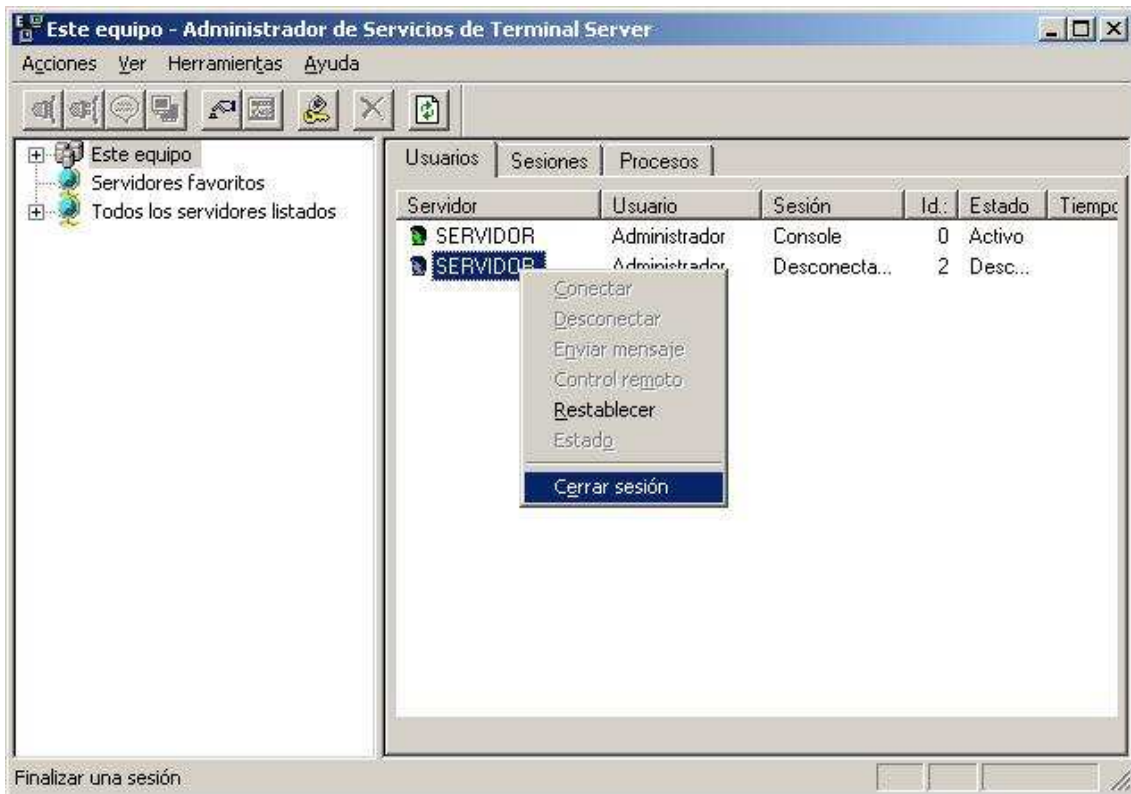 Este equipo - Administrador de Servicios de Terminal Server
Acciones Ver Herramientas Ayuda
Este equipo
Servidores favoritos
Todos los servidores listados
Usuarios Sesiones Procesos
Servidor Usuario Sesión Id.: Estado Tiempo
SERVIDOR Administrador Console 0 Activo
SERVIDOR Administrador Desconecta... 2 Desc...
Conectar
Desconectar
Enviar mensaje
Control remoto
Restablecer
Estado
Cerrar sesión
Finalizar una sesión